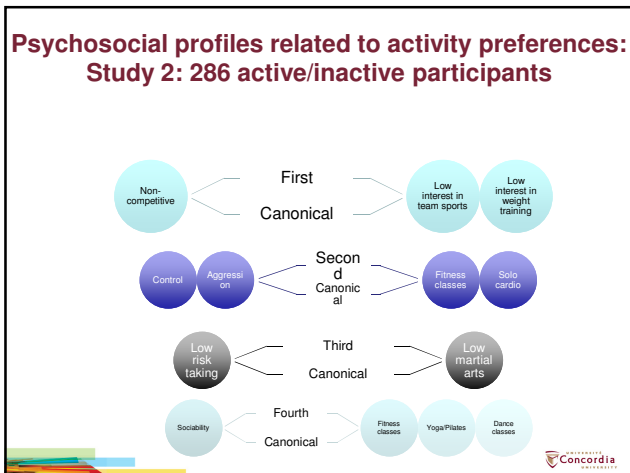 Psychosocial profiles related to activity preferences:
Study 2: 286 active/inactive participants
Non-
competitive
First
Canonical
Low
interest in
team sports
Low
interest in
weight
training
Control
Aggressi
on
Secon
d
Canonic
al
Fitness
classes
Solo
cardio
Low
risk
taking
Third
Canonical
Low
martial
arts
Sociability
Fourth
Canonical
Fitness
classes
Yoga/Pilates
Dance
classes
UNIVERSITÉ
Concordia
UNIVERSITY